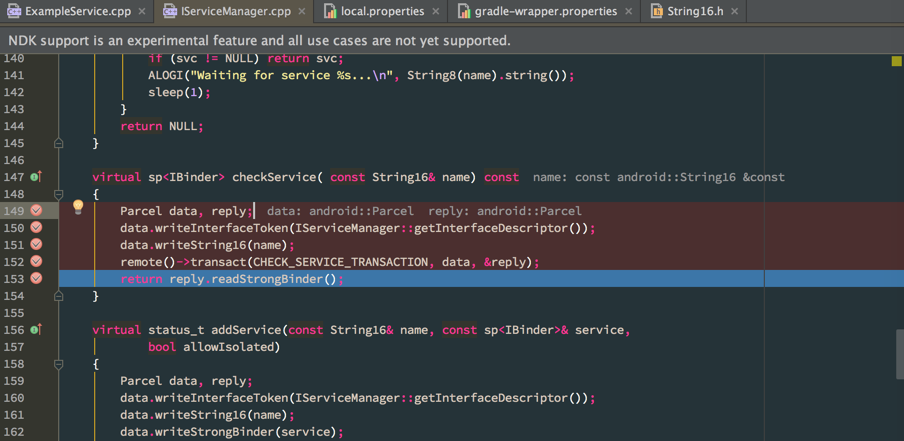 ExampleService.cpp × IServiceManager.cpp × local.properties × gradle-wrapper.properties × String16.h ×
NDK support is an experimental feature and all use cases are not yet supported.
140 if (svc != NULL) return svc;
141 ALOGI("Waiting for service %s...\n", String8(name).string());
142 sleep(1);
143 }
144 return NULL;
145 }
146
147 virtual sp<IBinder> checkService( const String16& name) const name: const android::String16 &const
148 {
149 Parcel data, reply; data: android::Parcel reply: android::Parcel
150 data.writeInterfaceToken(IServiceManager::getInterfaceDescriptor());
151 data.writeString16(name);
152 remote()->transact(CHECK_SERVICE_TRANSACTION, data, &reply);
153 return reply.readStrongBinder();
154 }
155
156 virtual status_t addService(const String16& name, const sp<IBinder>& service,
157 bool allowIsolated)
158 {
159 Parcel data, reply;
160 data.writeInterfaceToken(IServiceManager::getInterfaceDescriptor());
161 data.writeString16(name);
162 data.writeStrongBinder(service);